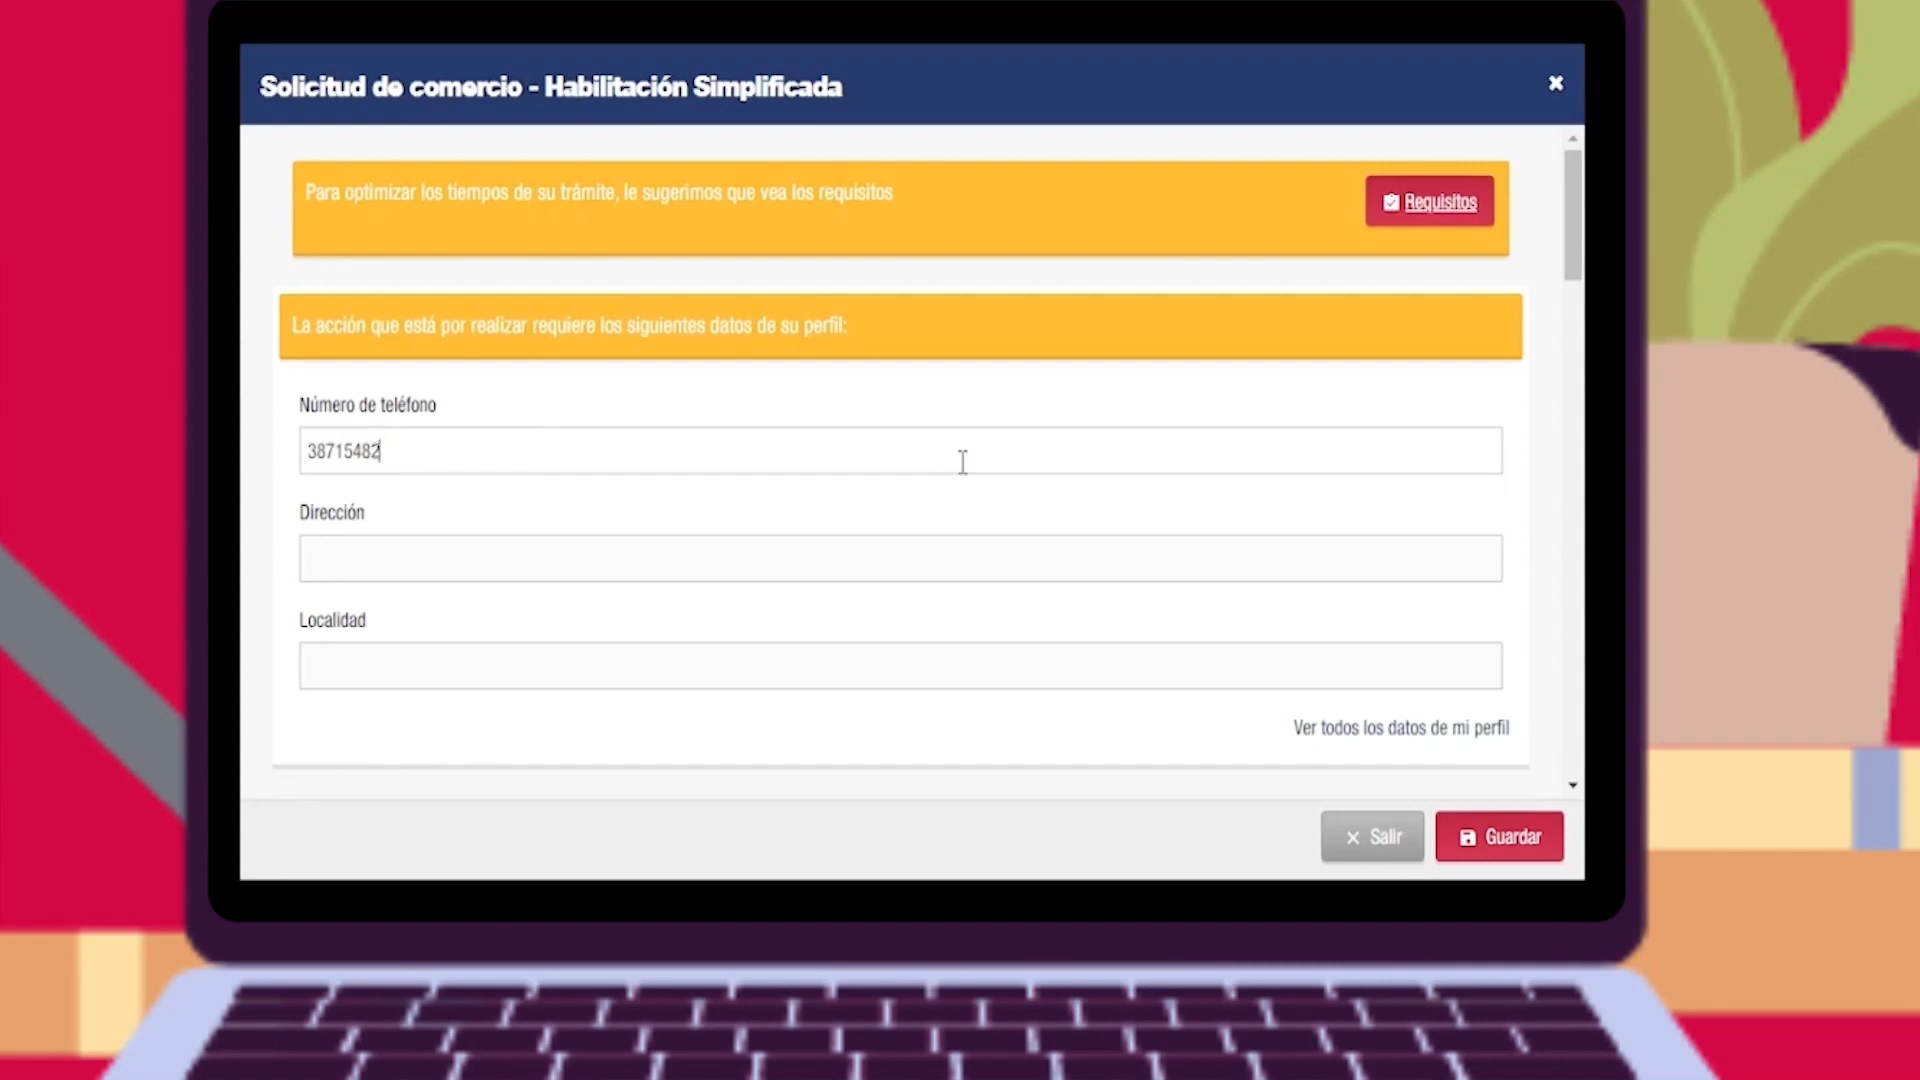 Solicitud de comercio - Habilitación Simplificada
Para optimizar los tiempos de su trámite, le sugerimos que vea los requisitos
Requisitos
La acción que está por realizar requiere los siguientes datos de su perfil:
Número de teléfono
38715482
Dirección
Localidad
Ver todos los datos de mi perfil
Salir
Guardar